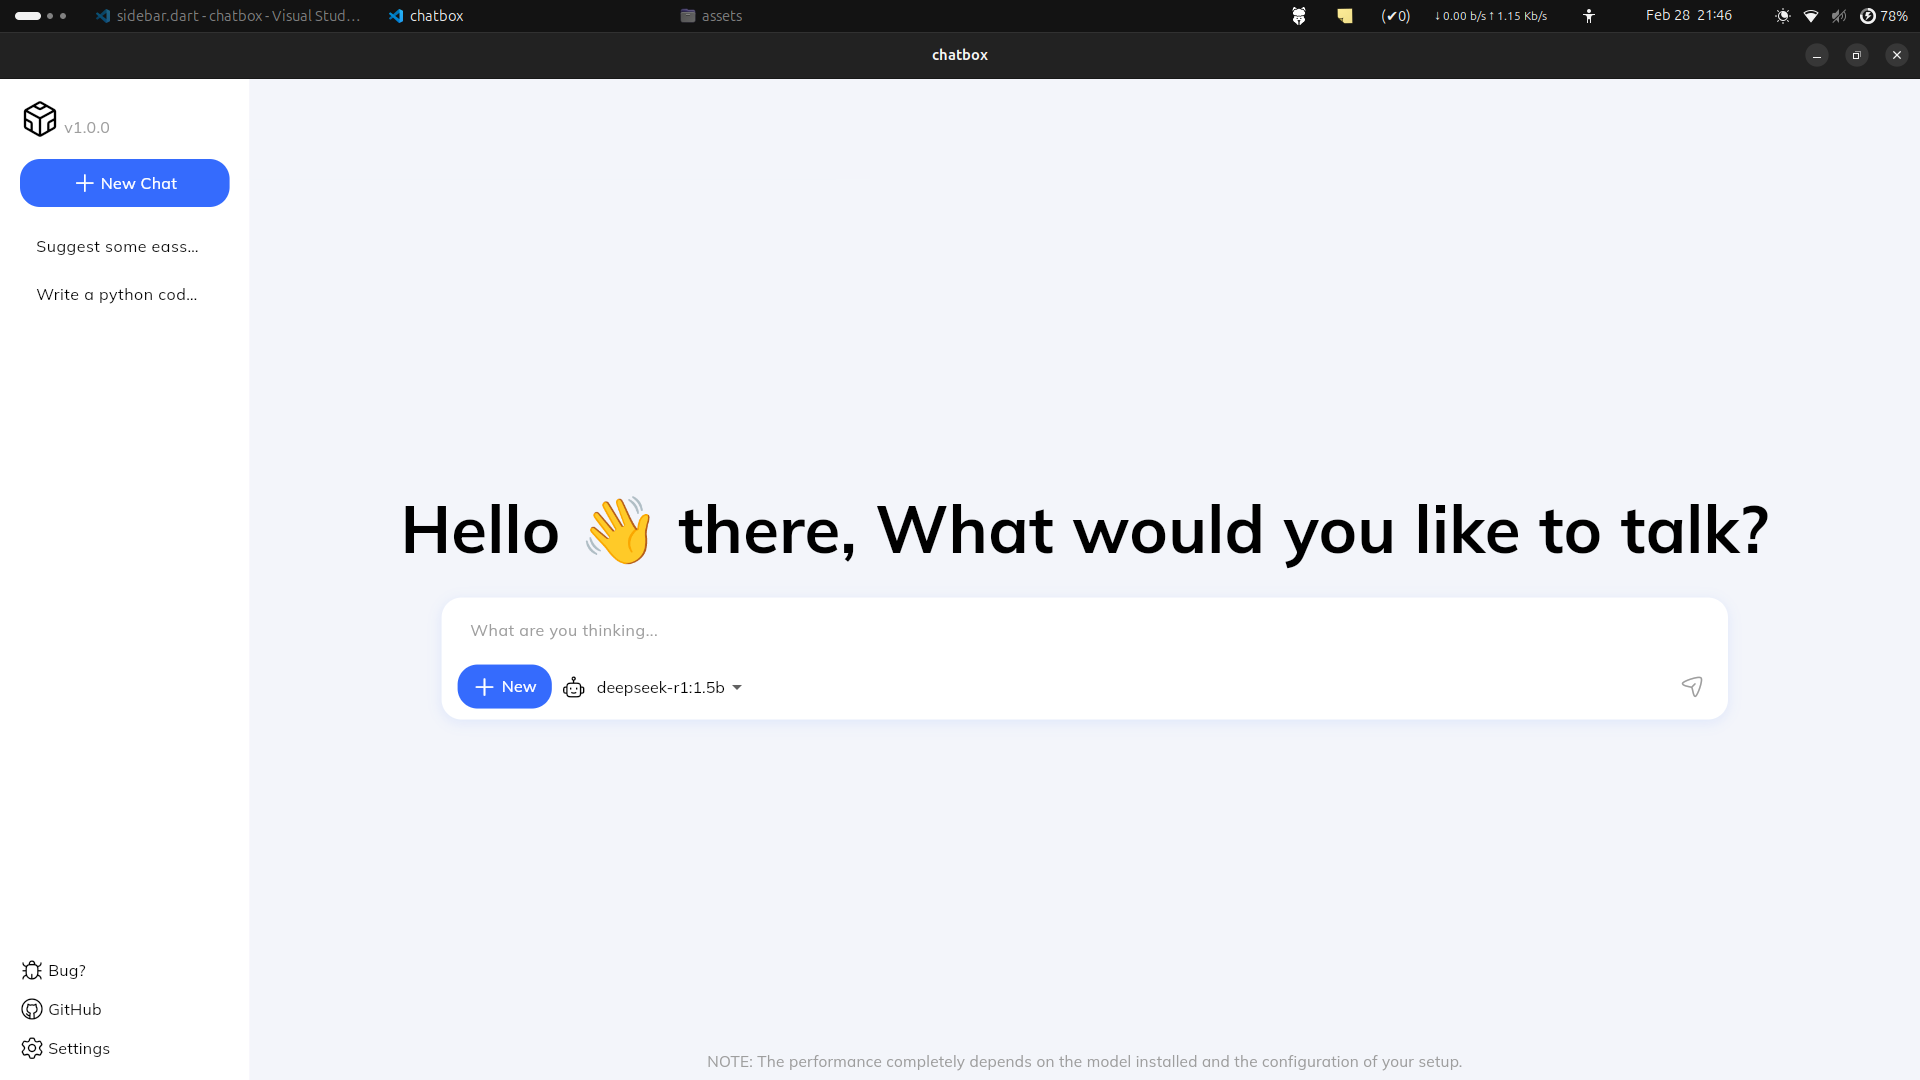 sidebar.dart - chatbox - Visual Stud...
chatbox
assets
(✔0)
↓ 0.00 b/s ↑ 1.15 Kb/s
Feb 28 21:46
78%
chatbox
v1.0.0
New Chat
Suggest some eass...
Write a python cod...
Hello 👋 there, What would you like to talk?
What are you thinking...
New
deepseek-r1:1.5b
Bug?
GitHub
Settings
NOTE: The performance completely depends on the model installed and the configuration of your setup.